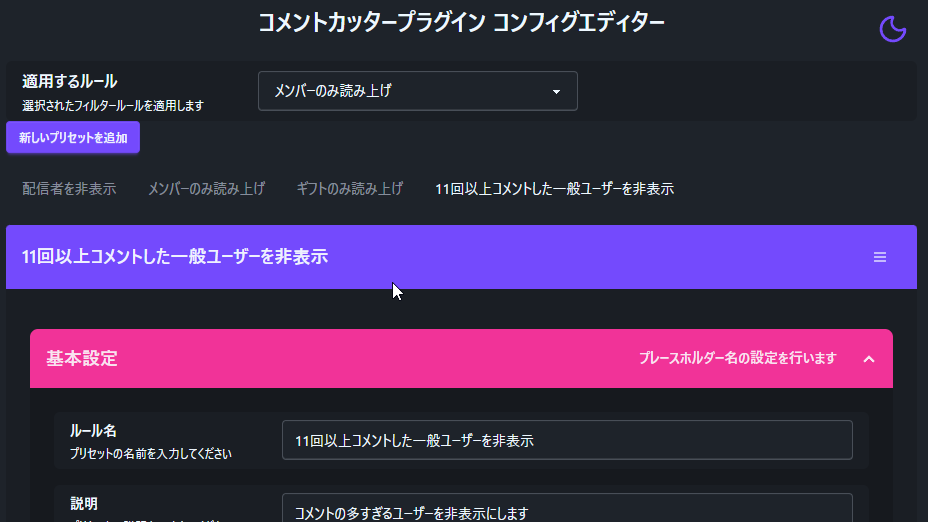 コメントカッタープラグイン コンフィグエディター
適用するルール
選択されたフィルタールールを適用します
メンバーのみ読み上げ
新しいプリセットを追加
配信者を非表示 メンバーのみ読み上げ ギフトのみ読み上げ 11回以上コメントした一般ユーザーを非表示
11回以上コメントした一般ユーザーを非表示
基本設定 プレースホルダー名の設定を行います
ルール名
プリセットの名前を入力してください
11回以上コメントした一般ユーザーを非表示
説明
コメントの多すぎるユーザーを非表示にします